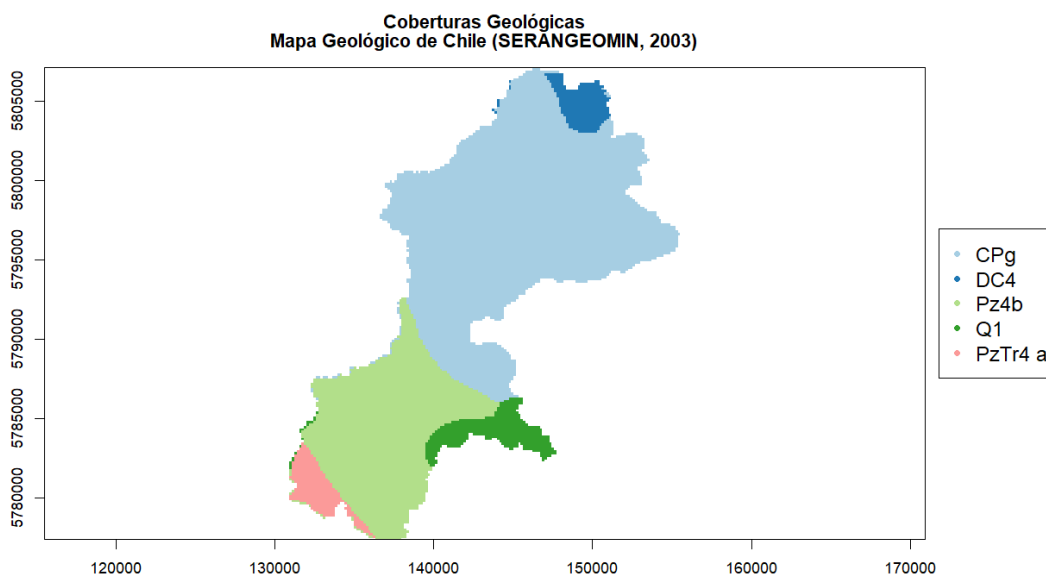 Coberturas Geológicas
Mapa Geológico de Chile (SERANGEOMIN, 2003)
5805000
5800000
5795000
5790000
5785000
5780000
120000 130000 140000 150000 160000 170000
CPg
DC4
Pz4b
Q1
PzTr4 a